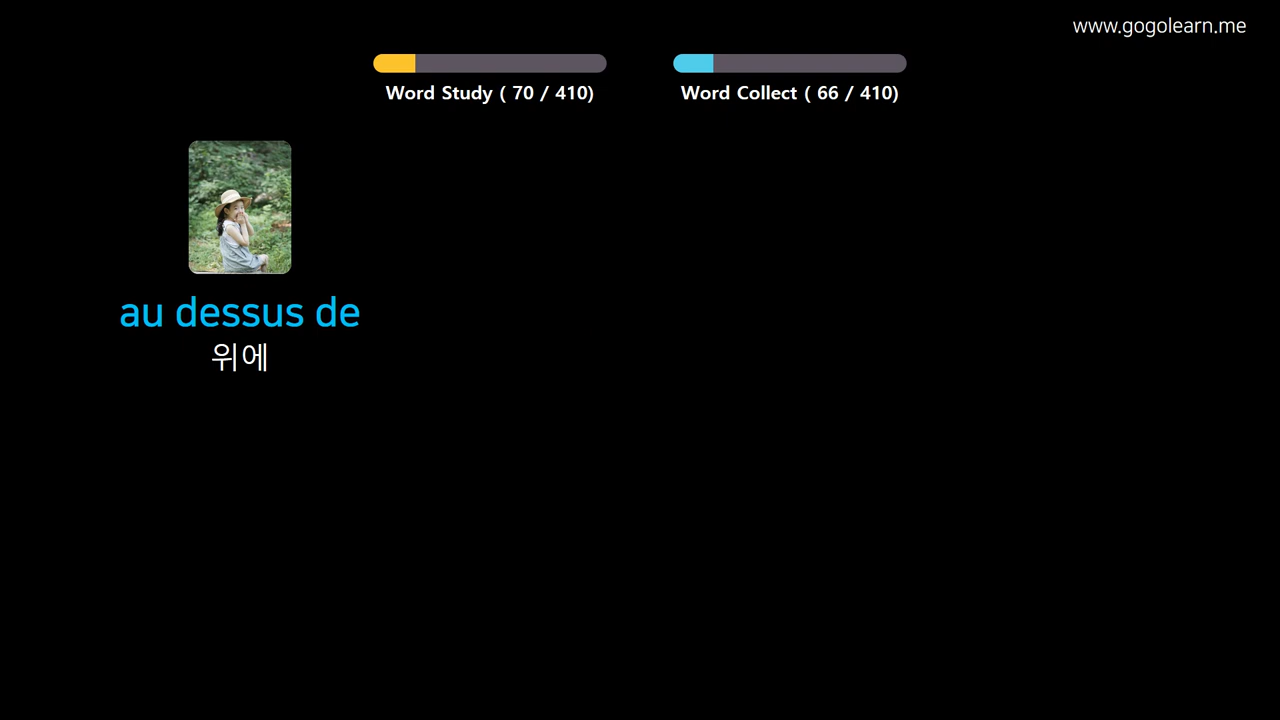 www.gogolearn.me
Word Study ( 70 / 410)
Word Collect ( 66 / 410)
au dessus de
위에